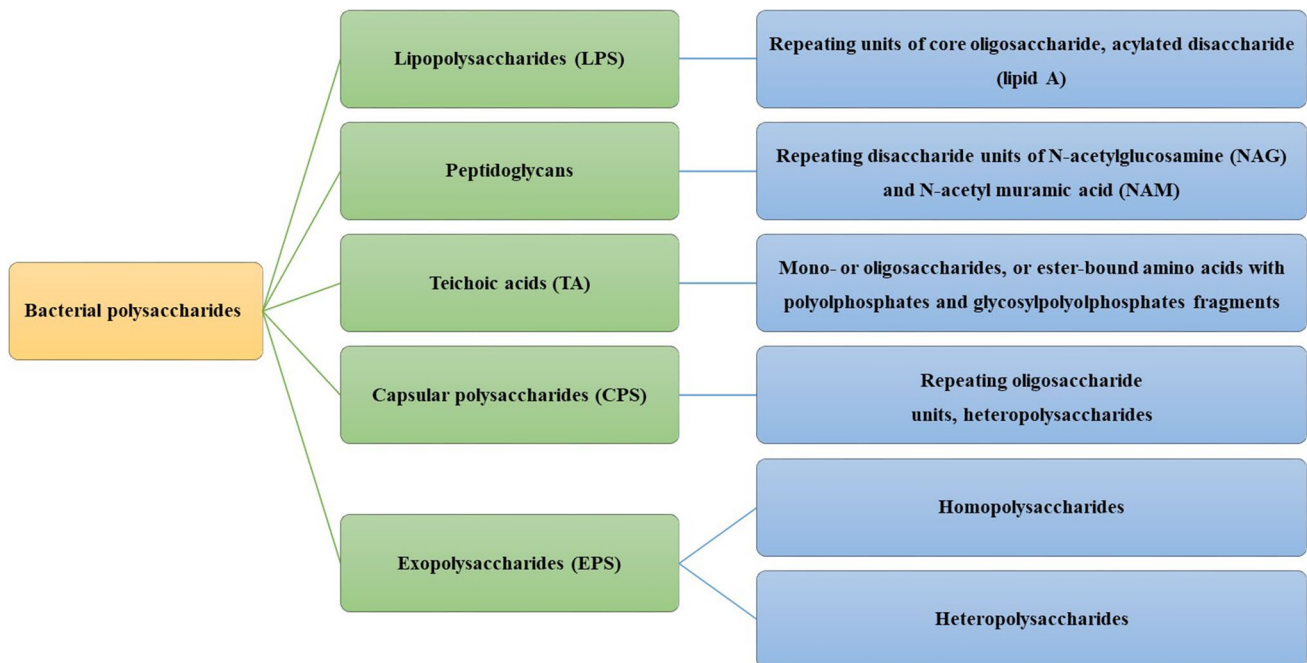 Bacterial polysaccharides
Lipopolysaccharides (LPS)
Repeating units of core oligosaccharide, acylated disaccharide
(lipid A)
Peptidoglycans
Repeating disaccharide units of N-acetylglucosamine (NAG)
and N-acetyl muramic acid (NAM)
Teichoic acids (TA)
Mono- or oligosaccharides, or ester-bound amino acids with
polyolphosphates and glycosylpolyolphosphates fragments
Capsular polysaccharides (CPS)
Repeating oligosaccharide
units, heteropolysaccharides
Exopolysaccharides (EPS)
Homopolysaccharides
Heteropolysaccharides